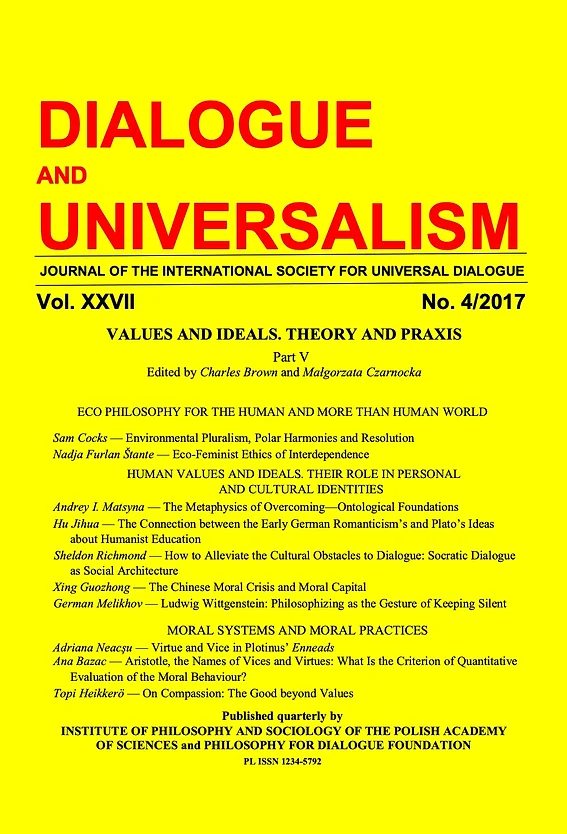 DIALOGUE
AND
UNIVERSALISM
JOURNAL OF THE INTERNATIONAL SOCIETY FOR UNIVERSAL DIALOGUE
Vol. XXVII No. 4/2017
VALUES AND IDEALS. THEORY AND PRAXIS
Part V
Edited by Charles Brown and Małgorzata Czarnocka
ECO PHILOSOPHY FOR THE HUMAN AND MORE THAN HUMAN WORLD
Sam Cocks — Environmental Pluralism, Polar Harmonies and Resolution
Nadja Furlan Štante — Eco-Feminist Ethics of Interdependence
HUMAN VALUES AND IDEALS. THEIR ROLE IN PERSONAL
AND CULTURAL IDENTITIES
Andrey I. Matsyna — The Metaphysics of Overcoming—Ontological Foundations
Hu Jihua — The Connection between the Early German Romanticism's and Plato's Ideas
about Humanist Education
Sheldon Richmond — How to Alleviate the Cultural Obstacles to Dialogue: Socratic Dialogue
as Social Architecture
Xing Guozhong — The Chinese Moral Crisis and Moral Capital
German Melikhov — Ludwig Wittgenstein: Philosophizing as the Gesture of Keeping Silent
MORAL SYSTEMS AND MORAL PRACTICES
Adriana Neacşu — Virtue and Vice in Plotinus' Enneads
Ana Bazac — Aristotle, the Names of Vices and Virtues: What Is the Criterion of Quantitative
Evaluation of the Moral Behaviour?
Topi Heikkerö — On Compassion: The Good beyond Values
Published quarterly by
INSTITUTE OF PHILOSOPHY AND SOCIOLOGY OF THE POLISH ACADEMY
OF SCIENCES and PHILOSOPHY FOR DIALOGUE FOUNDATION
PL ISSN 1234-5792